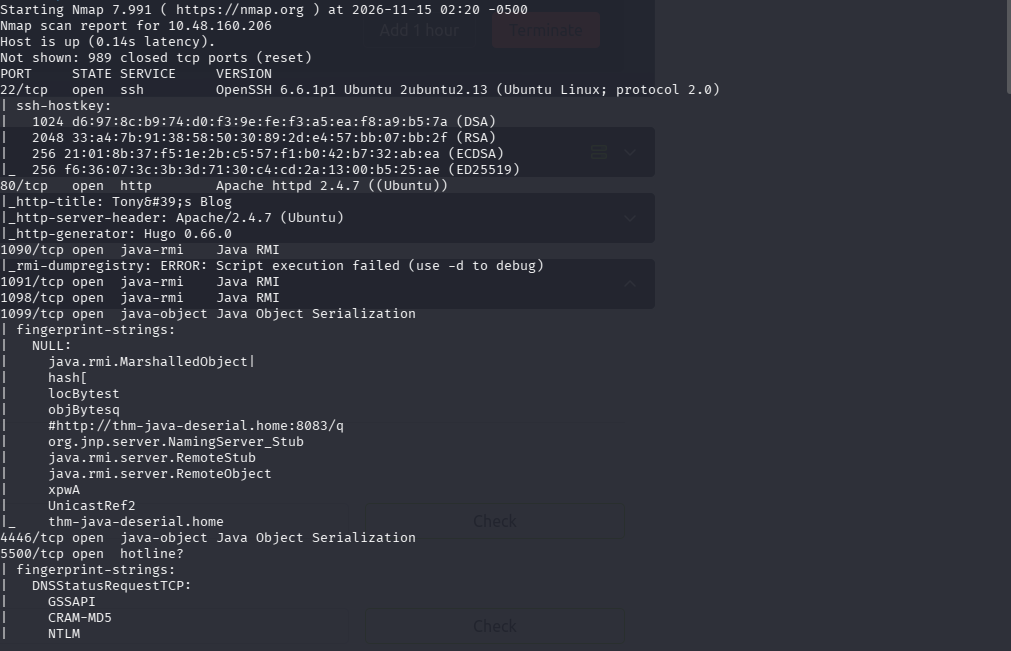 Starting Nmap 7.991 ( https://nmap.org ) at 2026-11-15 02:20 -0500
Nmap scan report for 10.48.160.206
Host is up (0.14s latency).
Add 1 hour
Terminate
Not shown: 989 closed tcp ports (reset)
PORT     STATE SERVICE     VERSION
22/tcp   open  ssh         OpenSSH 6.6.1p1 Ubuntu 2ubuntu2.13 (Ubuntu Linux; protocol 2.0)
| ssh-hostkey:
|   1024 d6:97:8c:b9:74:d0:f3:9e:fe:f3:a5:ea:f8:a9:b5:7a (DSA)
|   2048 33:a4:7b:91:38:58:50:30:89:2d:e4:57:bb:07:bb:2f (RSA)
|   256 21:01:8b:37:f5:1e:2b:c5:57:f1:b0:42:b7:32:ab:ea (ECDSA)
|_  256 f6:36:07:3c:3b:3d:71:30:c4:cd:2a:13:00:b5:25:ae (ED25519)
80/tcp   open  http        Apache httpd 2.4.7 ((Ubuntu))
|_http-title: Tony&#39;s Blog
|_http-server-header: Apache/2.4.7 (Ubuntu)
|_http-generator: Hugo 0.66.0
1090/tcp open  java-rmi    Java RMI
|_rmi-dumpregistry: ERROR: Script execution failed (use -d to debug)
1091/tcp open  java-rmi    Java RMI
1098/tcp open  java-rmi    Java RMI
1099/tcp open  java-object Java Object Serialization
| fingerprint-strings:
|   NULL:
|     java.rmi.MarshalledObject|
|     hash[
|     locBytest
|     objBytesq
|     #http://thm-java-deserial.home:8083/q
|     org.jnp.server.NamingServer_Stub
|     java.rmi.server.RemoteStub
|     java.rmi.server.RemoteObject
|     xpwA
|     UnicastRef2
|_    thm-java-deserial.home
Check
4446/tcp open  java-object Java Object Serialization
5500/tcp open  hotline?
| fingerprint-strings:
|   DNSStatusRequestTCP:
|     GSSAPI
|     CRAM-MD5
|     NTLM
Check